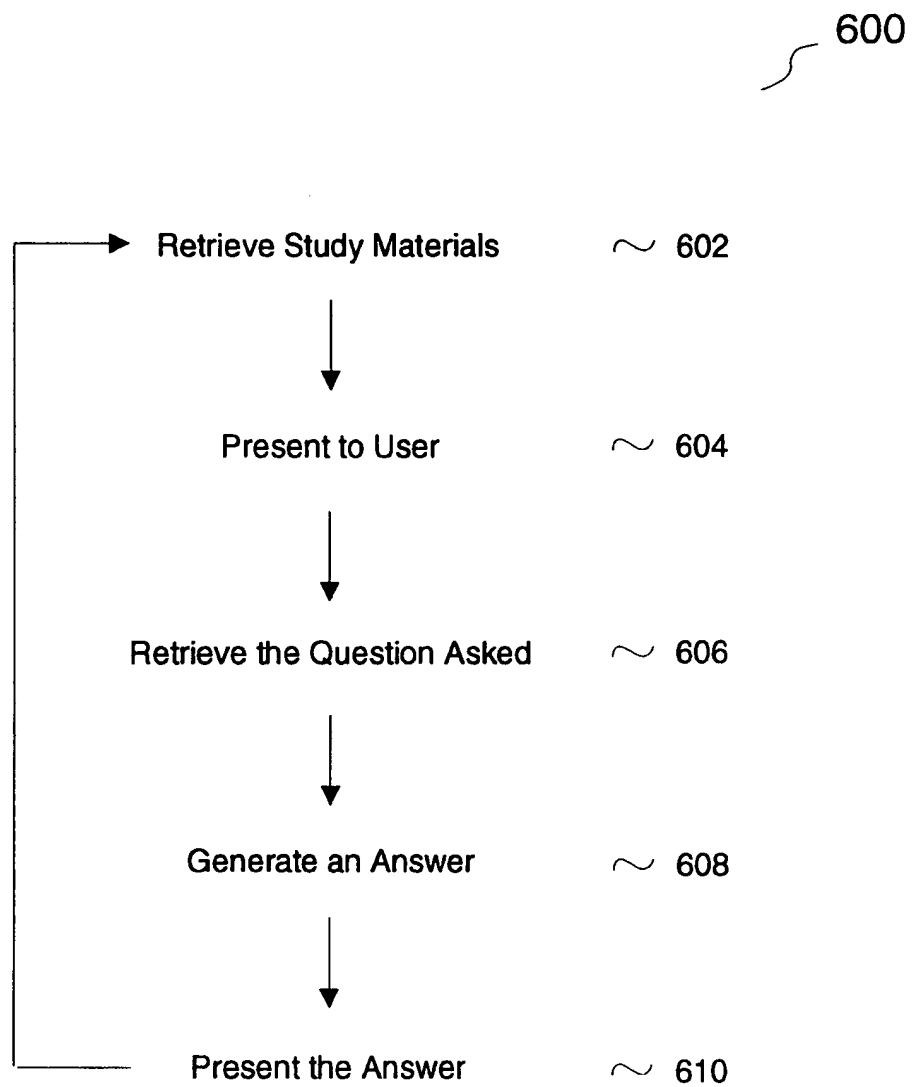 600
Retrieve Study Materials 602
Present to User 604
Retrieve the Question Asked 606
Generate an Answer 608
Present the Answer 610